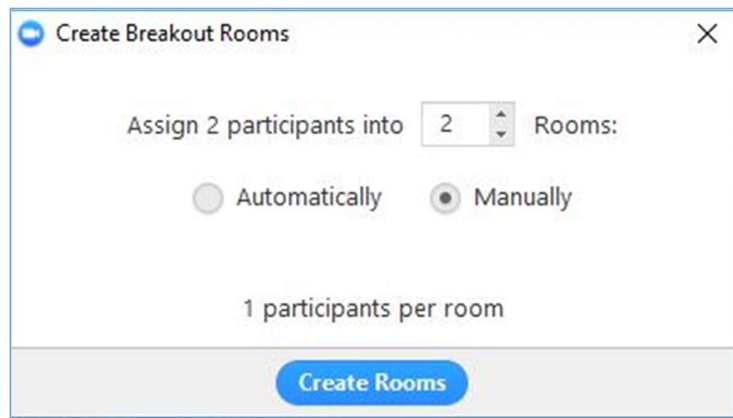 Create Breakout Rooms
Assign 2 participants into 2 Rooms:
Automatically Manually
1 participants per room
Create Rooms